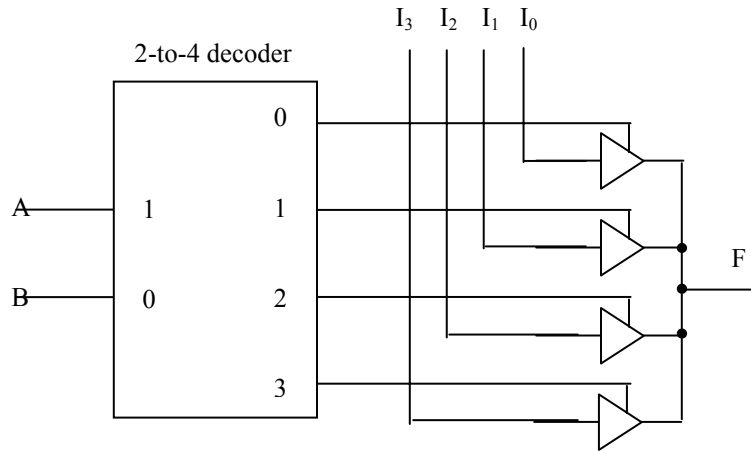 I₃ I₂ I₁ I₀
2-to-4 decoder
0
A 1 1
F
B 0 2
3